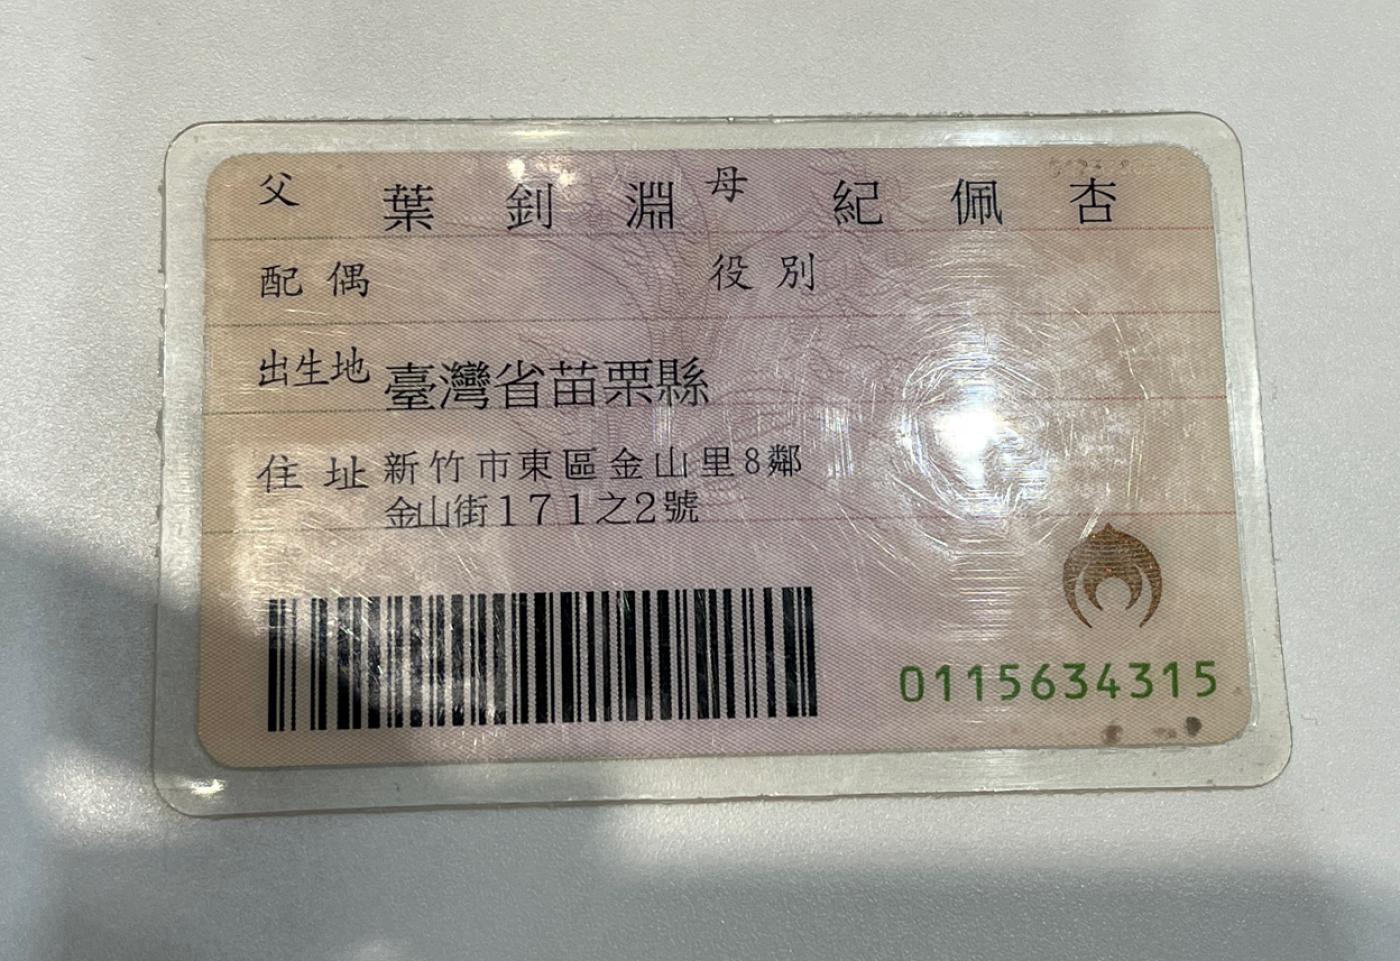 父 葉釗淵 母 紀佩杏
配偶 役別
出生地 臺灣省苗栗縣
住址 新竹市東區金山里8鄰
金山街171之2號
0115634315